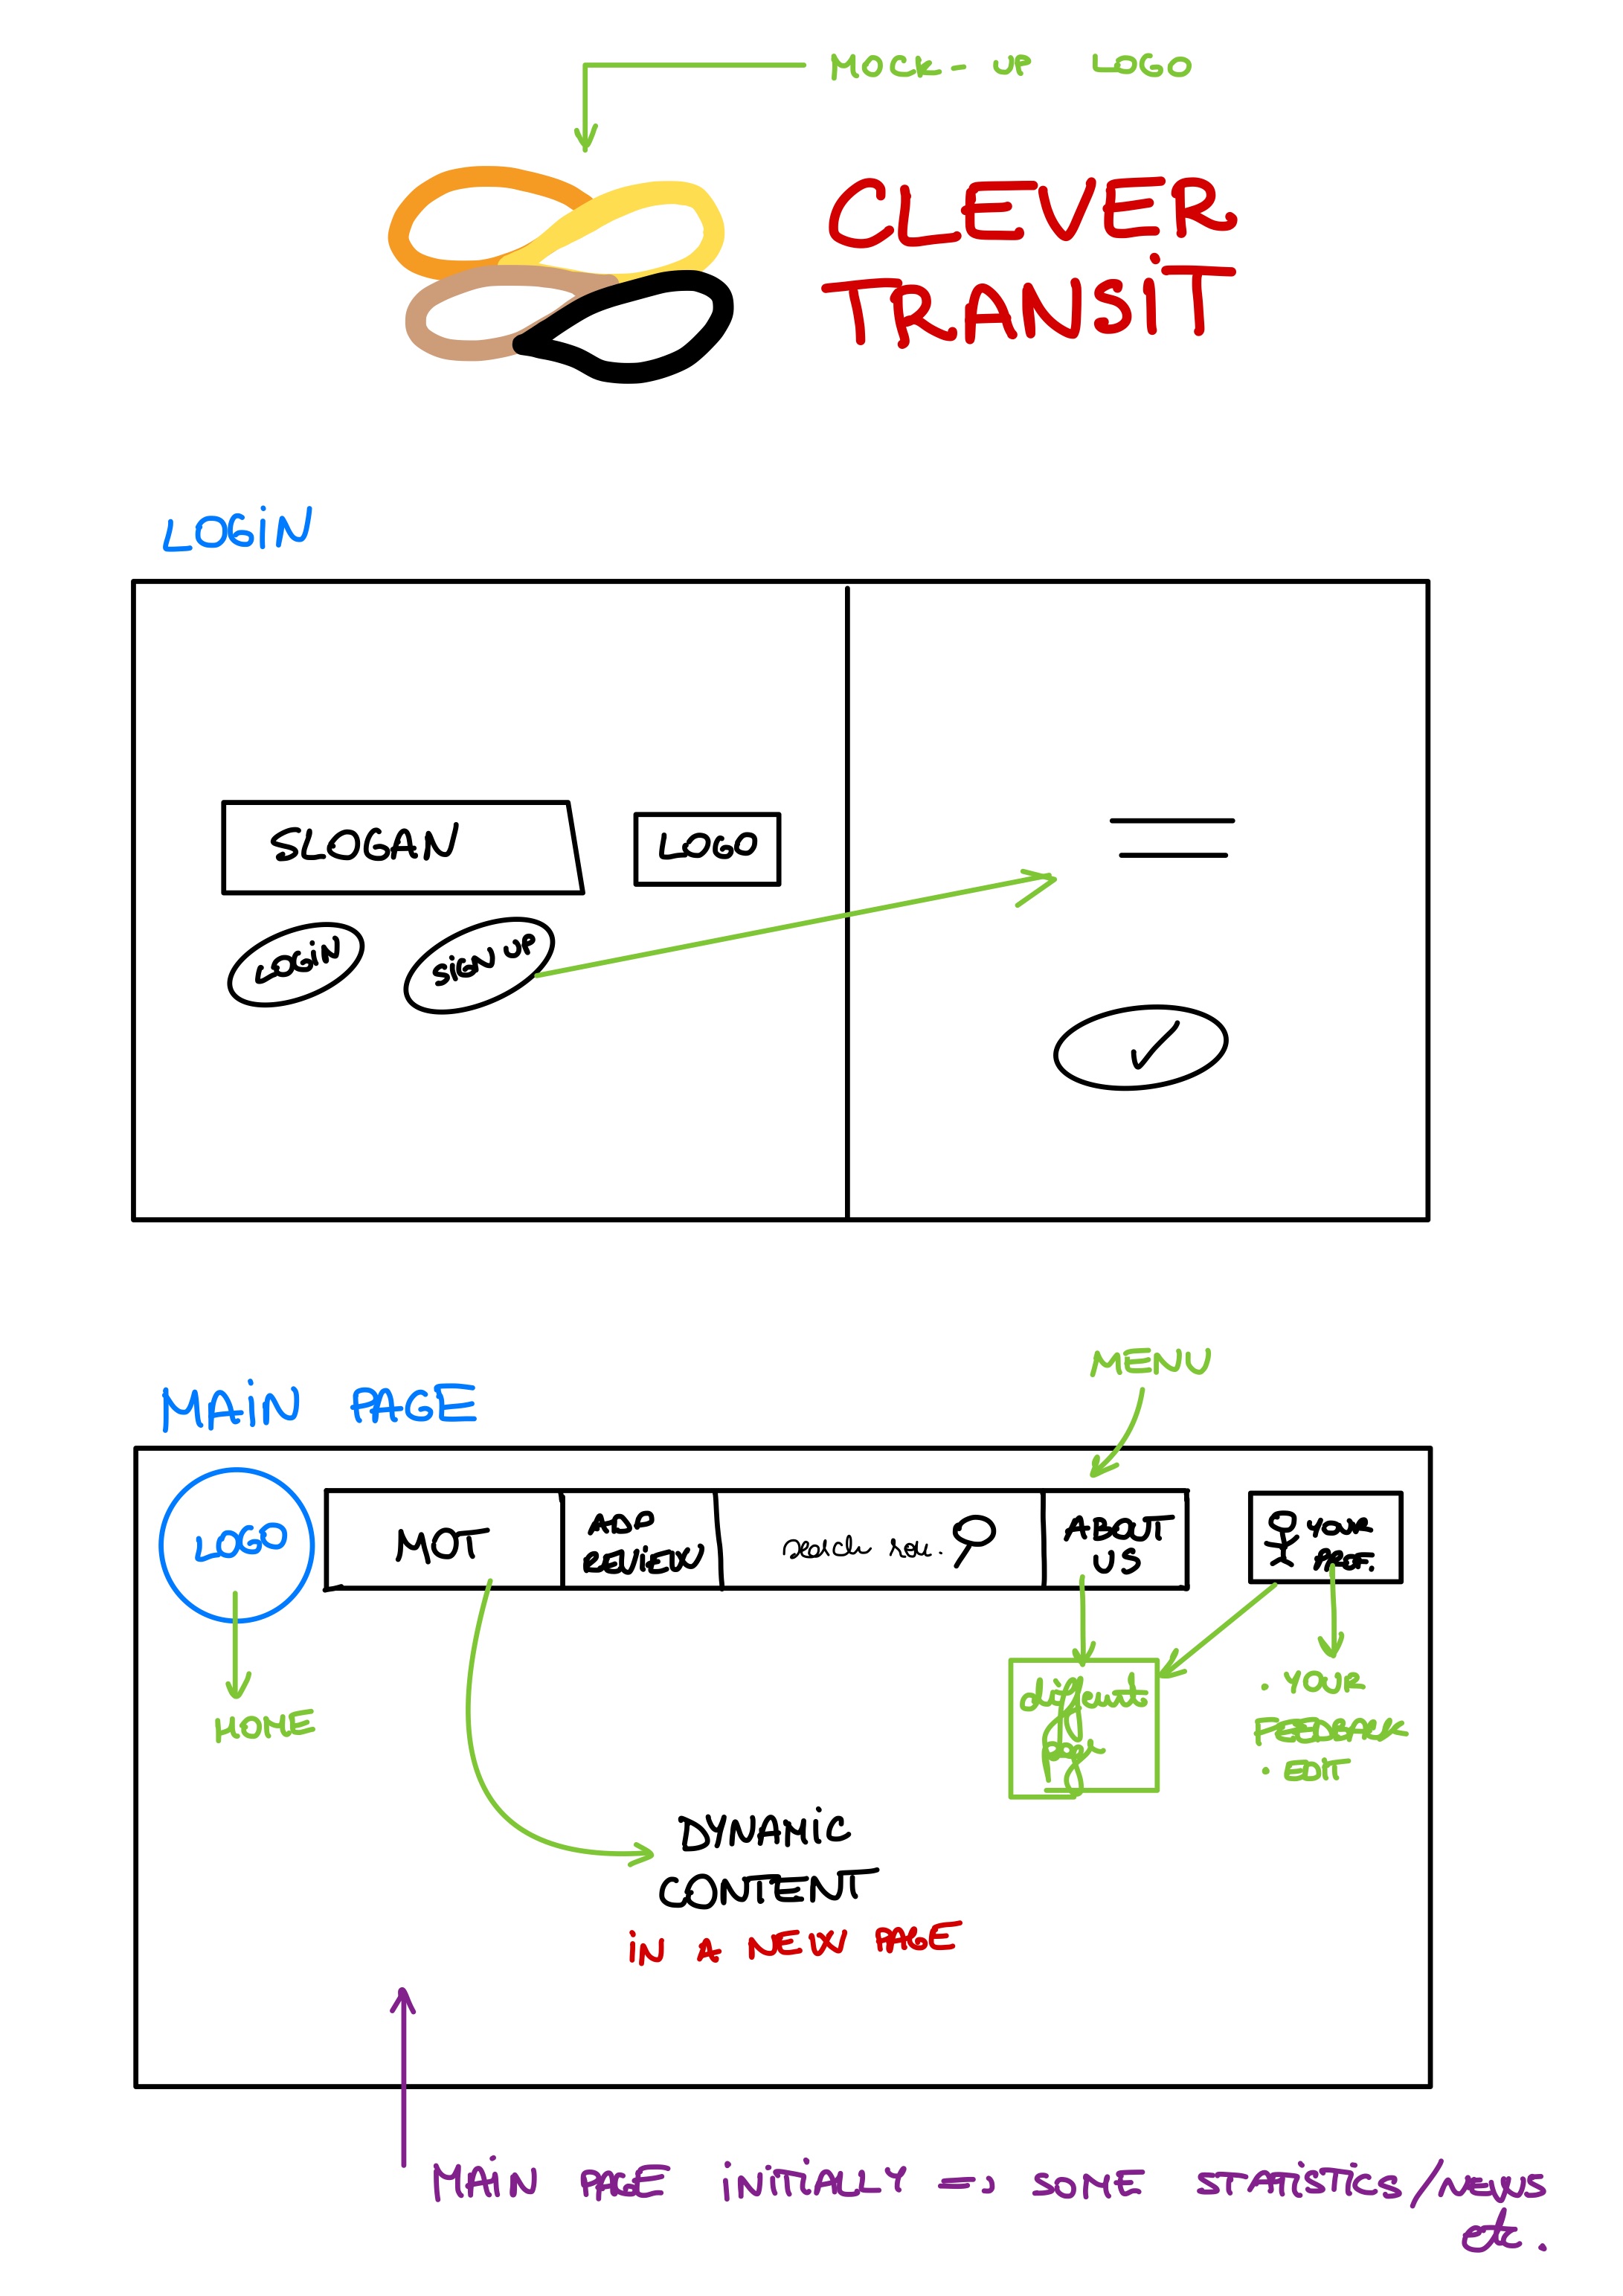 MOCK-UP LOGO
CLEVER
TRANSiT
LOGiN
SLOGAN
LOGO
LOGiN
SiGN UP
MENU
MAiN PAGE
LOGO
MOT
ADD
REViEW
search here.
ABOUT
US
YOUR
PROF.
HOME
different
page
. YOUR
FEEDBACK
. EDIT
DYNAMiC
CONTENT
iN A NEW PAGE
MAiN PAGE iNiTiALLY => SOME STATiSTiCS/NEWS
etc.